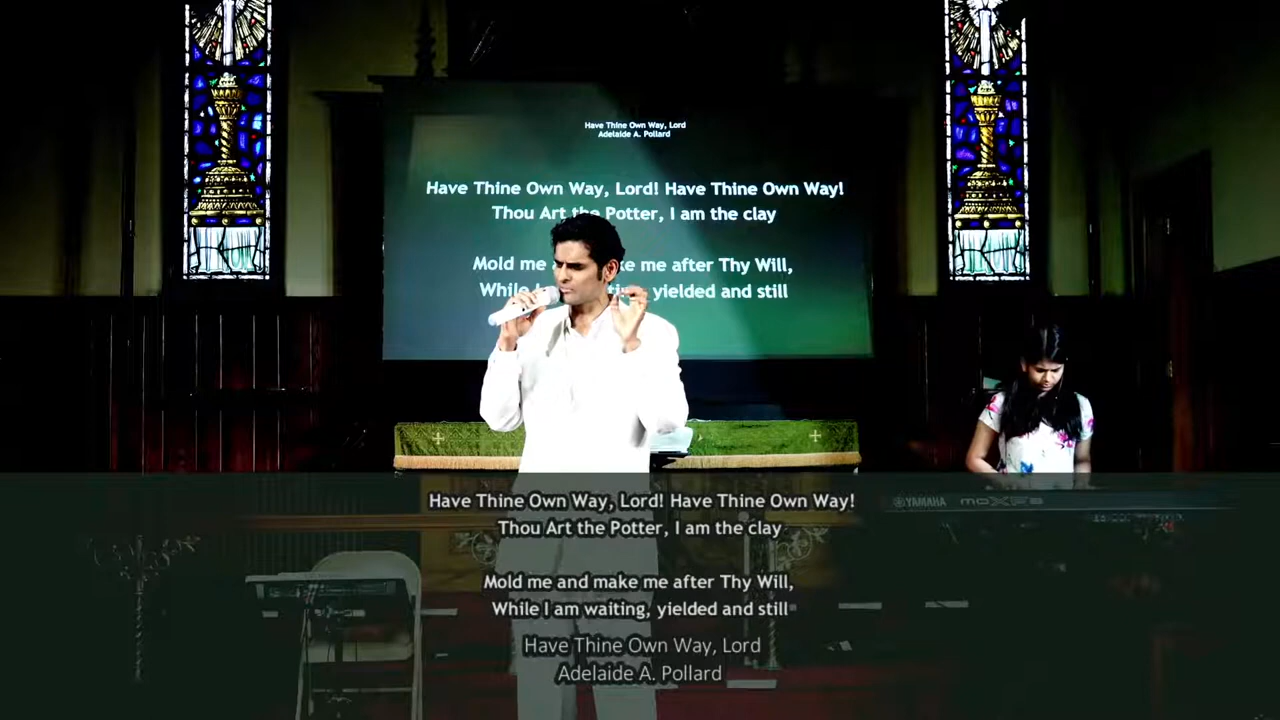 Have Thine Own Way, Lord
Adelaide A. Pollard
Have Thine Own Way, Lord! Have Thine Own Way!
Thou Art the Potter, I am the clay
Mold me ke me after Thy Will,
While yielded and still
YAMAHA MOXF8
Have Thine Own Way, Lord! Have Thine Own Way!
Thou Art the Potter, I am the clay
Mold me and make me after Thy Will,
While I am waiting, yielded and still
Have Thine Own Way, Lord
Adelaide A. Pollard